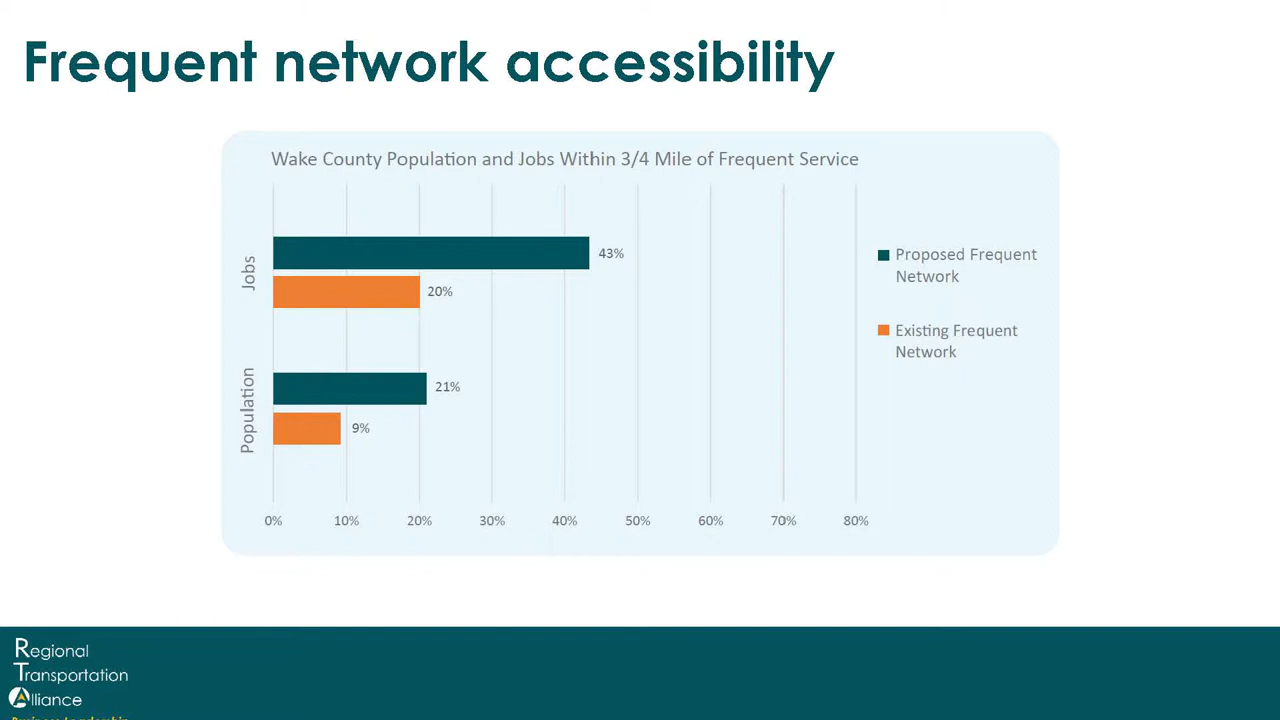 Frequent network accessibility
Wake County Population and Jobs Within 3/4 Mile of Frequent Service
Jobs
43%
20%
Population
21%
9%
0% 10% 20% 30% 40% 50% 60% 70% 80%
Proposed Frequent
Network
Existing Frequent
Network
Regional
Transportation
Alliance
Business Leadership